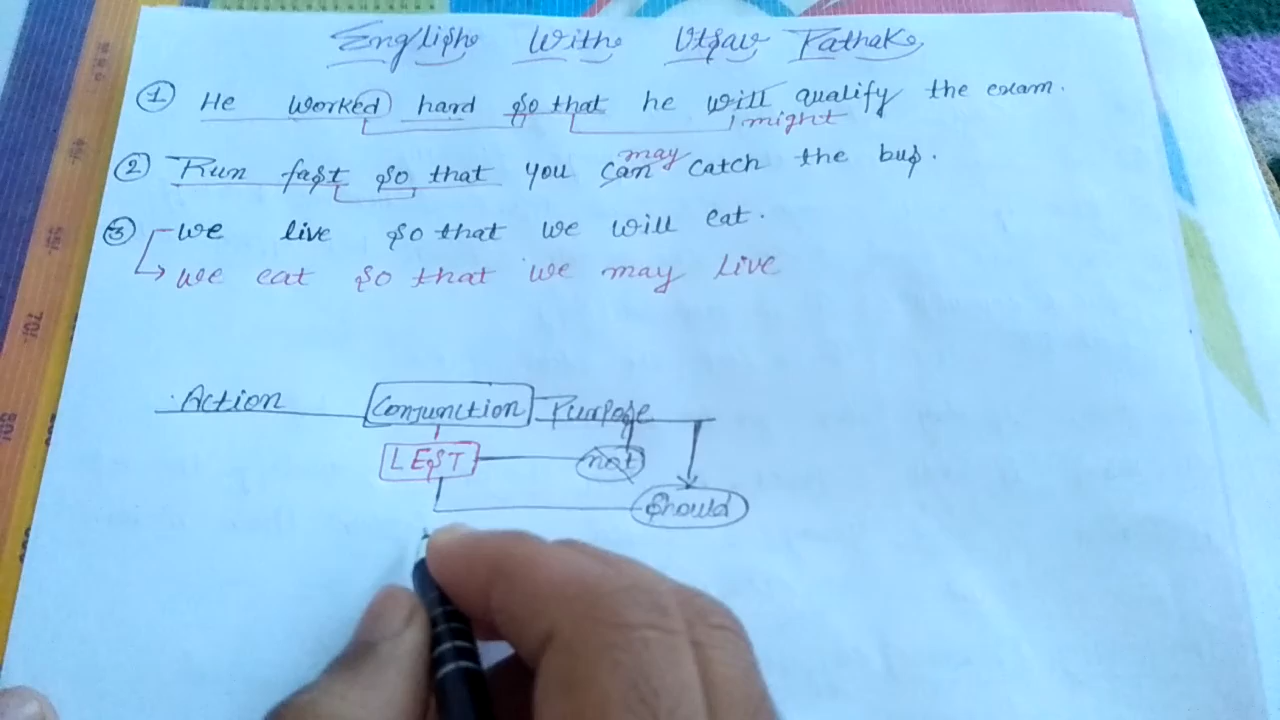 English With Utsav Pathak
① He worked hard so that he will qualify the exam.
might
may
② Run fast so that you can catch the bus.
③ we live so that we will eat.
we eat so that we may live
Action Conjunction Purpose
LEST not
Should